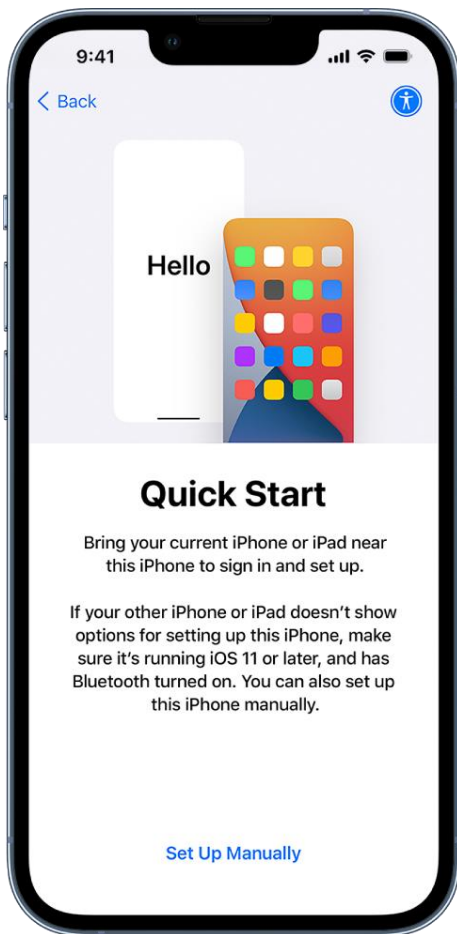 9:41
Back
Hello
Quick Start
Bring your current iPhone or iPad near
this iPhone to sign in and set up.
If your other iPhone or iPad doesn’t show
options for setting up this iPhone, make
sure it’s running iOS 11 or later, and has
Bluetooth turned on. You can also set up
this iPhone manually.
Set Up Manually